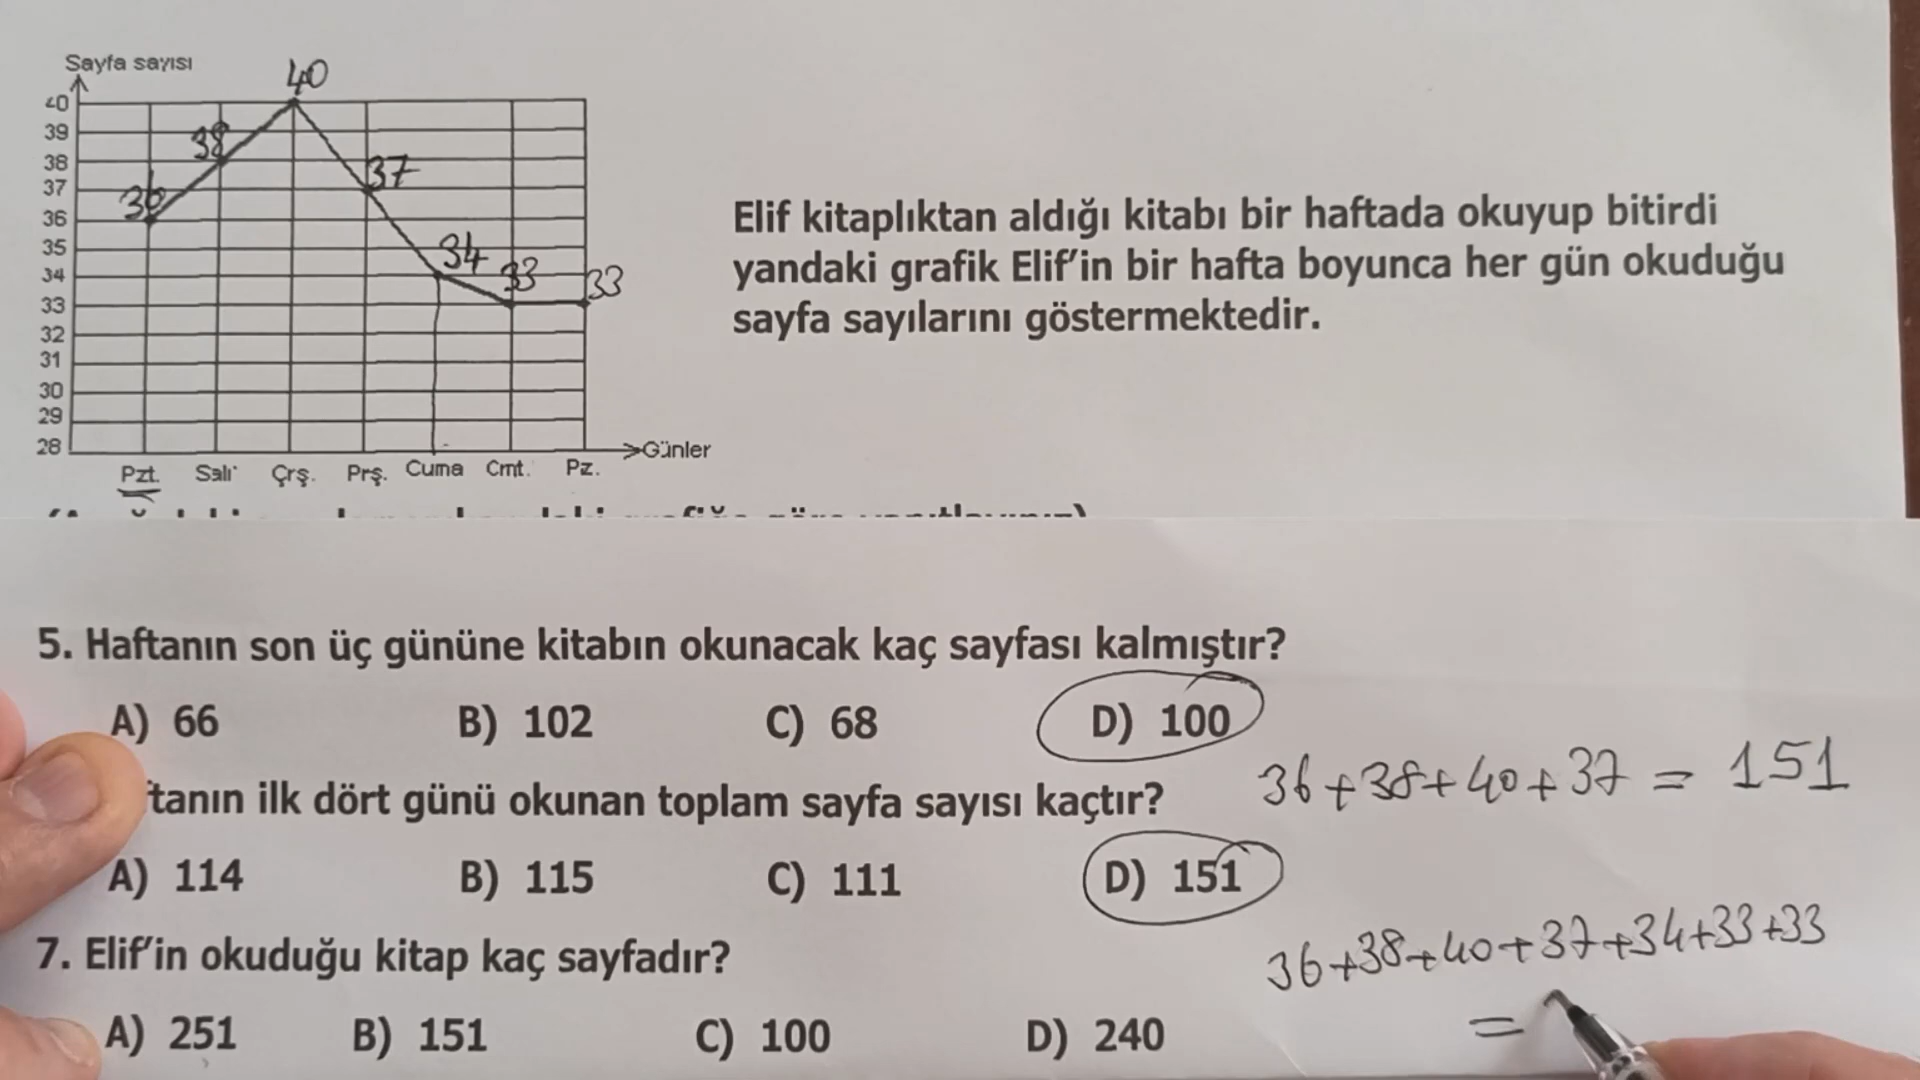 Sayfa sayısı
40
40
39
38
38
37
37
36
36
35
34
34
33
33
33
32
31
30
29
28
Günler
Pzt. Salı Çrş. Prş. Cuma Cmt. Pz.
Elif kitaplıktan aldığı kitabı bir haftada okuyup bitirdi
yandaki grafik Elif'in bir hafta boyunca her gün okuduğu
sayfa sayılarını göstermektedir.
5. Haftanın son üç gününe kitabın okunacak kaç sayfası kalmıştır?
A) 66 B) 102 C) 68 D) 100
36+38+40+37 = 151
tanın ilk dört günü okunan toplam sayfa sayısı kaçtır?
A) 114 B) 115 C) 111 D) 151
36+38+40+37+34+33+33
=
7. Elif'in okuduğu kitap kaç sayfadır?
A) 251 B) 151 C) 100 D) 240